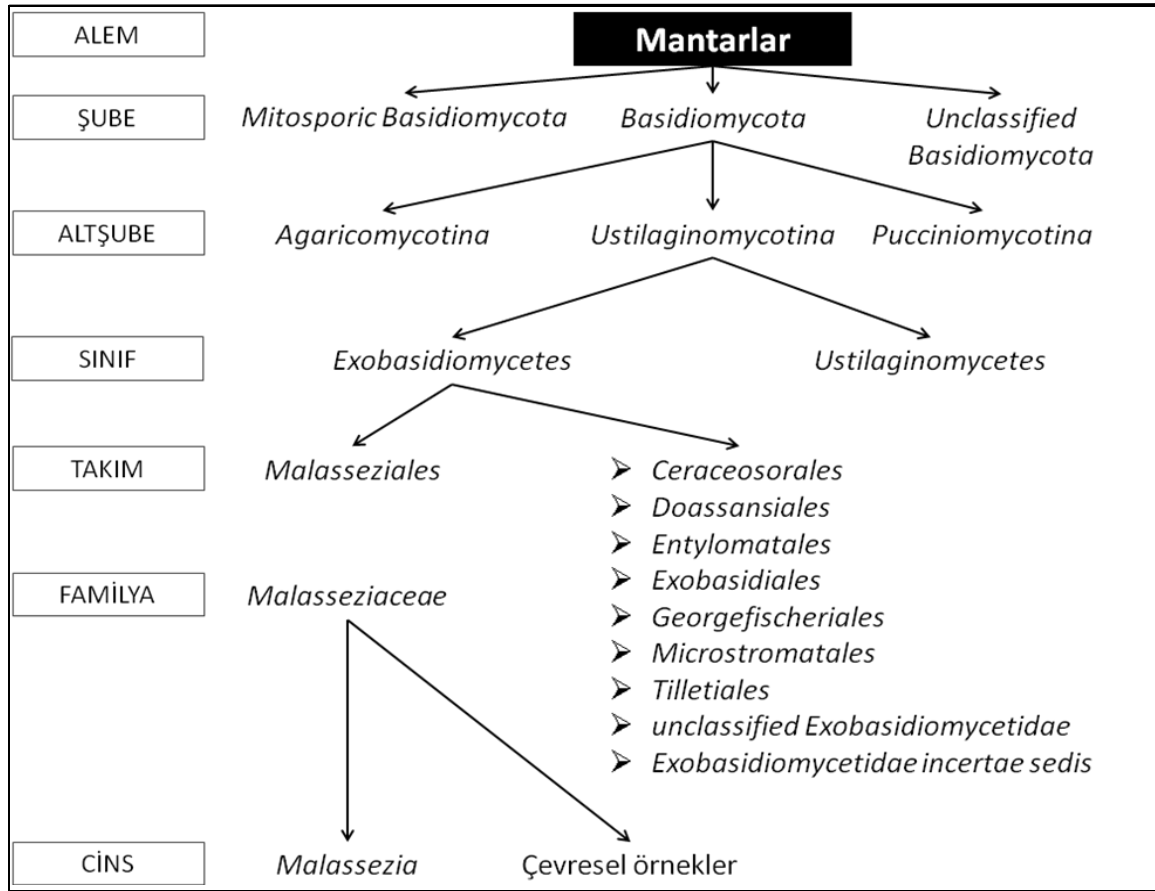 ALEM
Mantarlar
ŞUBE
Mitosporic Basidiomycota
Basidiomycota
Unclassified
Basidiomycota
ALTŞUBE
Agaricomycotina
Ustilaginomycotina
Pucciniomycotina
SINIF
Exobasidiomycetes
Ustilaginomycetes
TAKIM
Malasseziales
➢ Ceraceosorales
➢ Doassansiales
➢ Entylomatales
➢ Exobasidiales
➢ Georgefischeriales
➢ Microstromatales
➢ Tilletiales
➢ unclassified Exobasidiomycetidae
➢ Exobasidiomycetidae incertae sedis
FAMİLYA
Malasseziaceae
CİNS
Malassezia
Çevresel örnekler